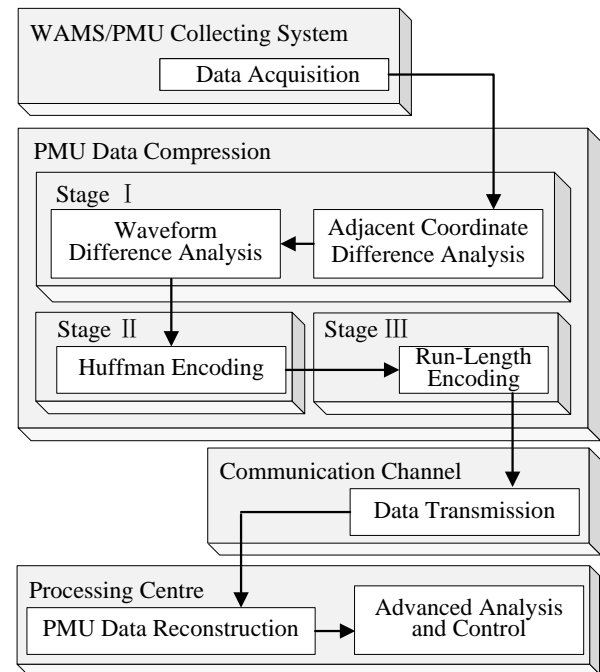 WAMS/PMU Collecting System
Data Acquisition
PMU Data Compression
Stage Ⅰ
Waveform
Difference Analysis
Adjacent Coordinate
Difference Analysis
Stage Ⅱ
Huffman Encoding
Stage Ⅲ
Run-Length
Encoding
Communication Channel
Data Transmission
Processing Centre
PMU Data Reconstruction
Advanced Analysis
and Control